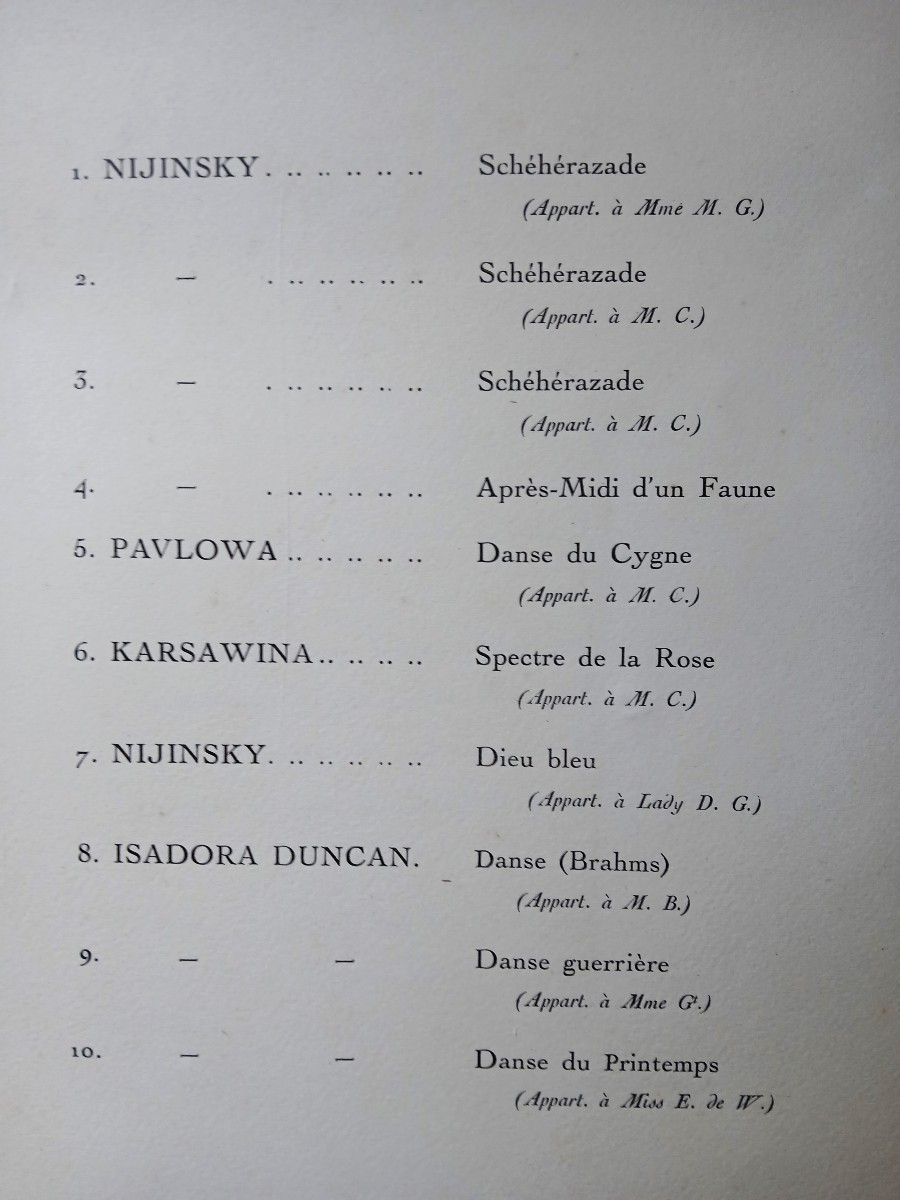 1. NIJINSKY . .. .. .. .. .. Schéhérazade
(Appart. à Mme M. G.)
2. — . .. .. .. .. .. Schéhérazade
(Appart. à M. C.)
3. — . .. .. .. .. .. Schéhérazade
(Appart. à M. C.)
4. — . .. .. .. .. .. Après-Midi d'un Faune
5. PAVLOWA .. .. .. .. .. Danse du Cygne
(Appart. à M. C.)
6. KARSAWINA .. .. .. .. Spectre de la Rose
(Appart. à M. C.)
7. NIJINSKY . .. .. .. .. .. Dieu bleu
(Appart. à Lady D. G.)
8. ISADORA DUNCAN. Danse (Brahms)
(Appart. à M. B.)
9. — — Danse guerrière
(Appart. à Mme Gᵗ.)
10. — — Danse du Printemps
(Appart. à Miss E. de W.)